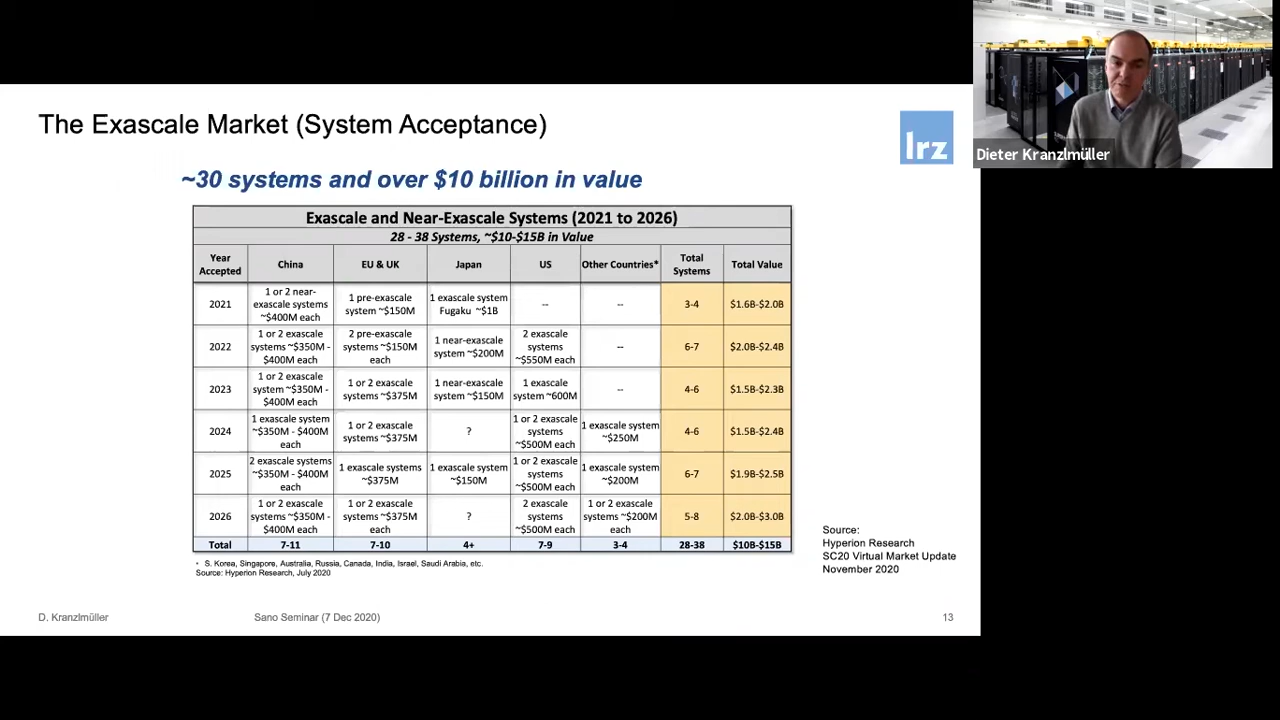 The Exascale Market (System Acceptance)
lrz
Dieter Kranzlmüller
~30 systems and over $10 billion in value
Exascale and Near-Exascale Systems (2021 to 2026)
28 - 38 Systems, ~$10-$15B in Value
Year Accepted | China | EU & UK | Japan | US | Other Countries* | Total Systems | Total Value
2021 | 1 or 2 near-exascale systems ~$400M each | 1 pre-exascale system ~$150M | 1 exascale system Fugaku ~$1B | -- | -- | 3-4 | $1.6B-$2.0B
2022 | 1 or 2 exascale systems ~$350M - $400M each | 2 pre-exascale systems ~$150M each | 1 near-exascale system ~$200M | 2 exascale systems ~$550M each | -- | 6-7 | $2.0B-$2.4B
2023 | 1 or 2 exascale system ~$350M- $400M each | 1 or 2 exascale systems ~$375M | 1 near-exascale system ~$150M | 1 exascale system ~600M | -- | 4-6 | $1.5B-$2.3B
2024 | 1 exascale system ~$350M - $400M each | 1 or 2 exascale systems ~$375M | ? | 1 or 2 exascale systems ~$500M each | 1 exascale system ~$250M | 4-6 | $1.5B-$2.4B
2025 | 2 exascale systems ~$350M - $400M each | 1 exascale systems ~$375M | 1 exascale system ~$150M | 1 or 2 exascale systems ~$500M each | 1 exascale system ~$200M | 6-7 | $1.9B-$2.5B
2026 | 1 or 2 exascale systems ~$350M - $400M each | 1 or 2 exascale systems ~$375M each | ? | 2 exascale systems ~$500M each | 1 or 2 exascale systems ~$200M each | 5-8 | $2.0B-$3.0B
Total | 7-11 | 7-10 | 4+ | 7-9 | 3-4 | 28-38 | $10B-$15B
* S. Korea, Singapore, Australia, Russia, Canada, India, Israel, Saudi Arabia, etc.
Source: Hyperion Research, July 2020
Source:
Hyperion Research
SC20 Virtual Market Update
November 2020
D. Kranzlmüller
Sano Seminar (7 Dec 2020)
13